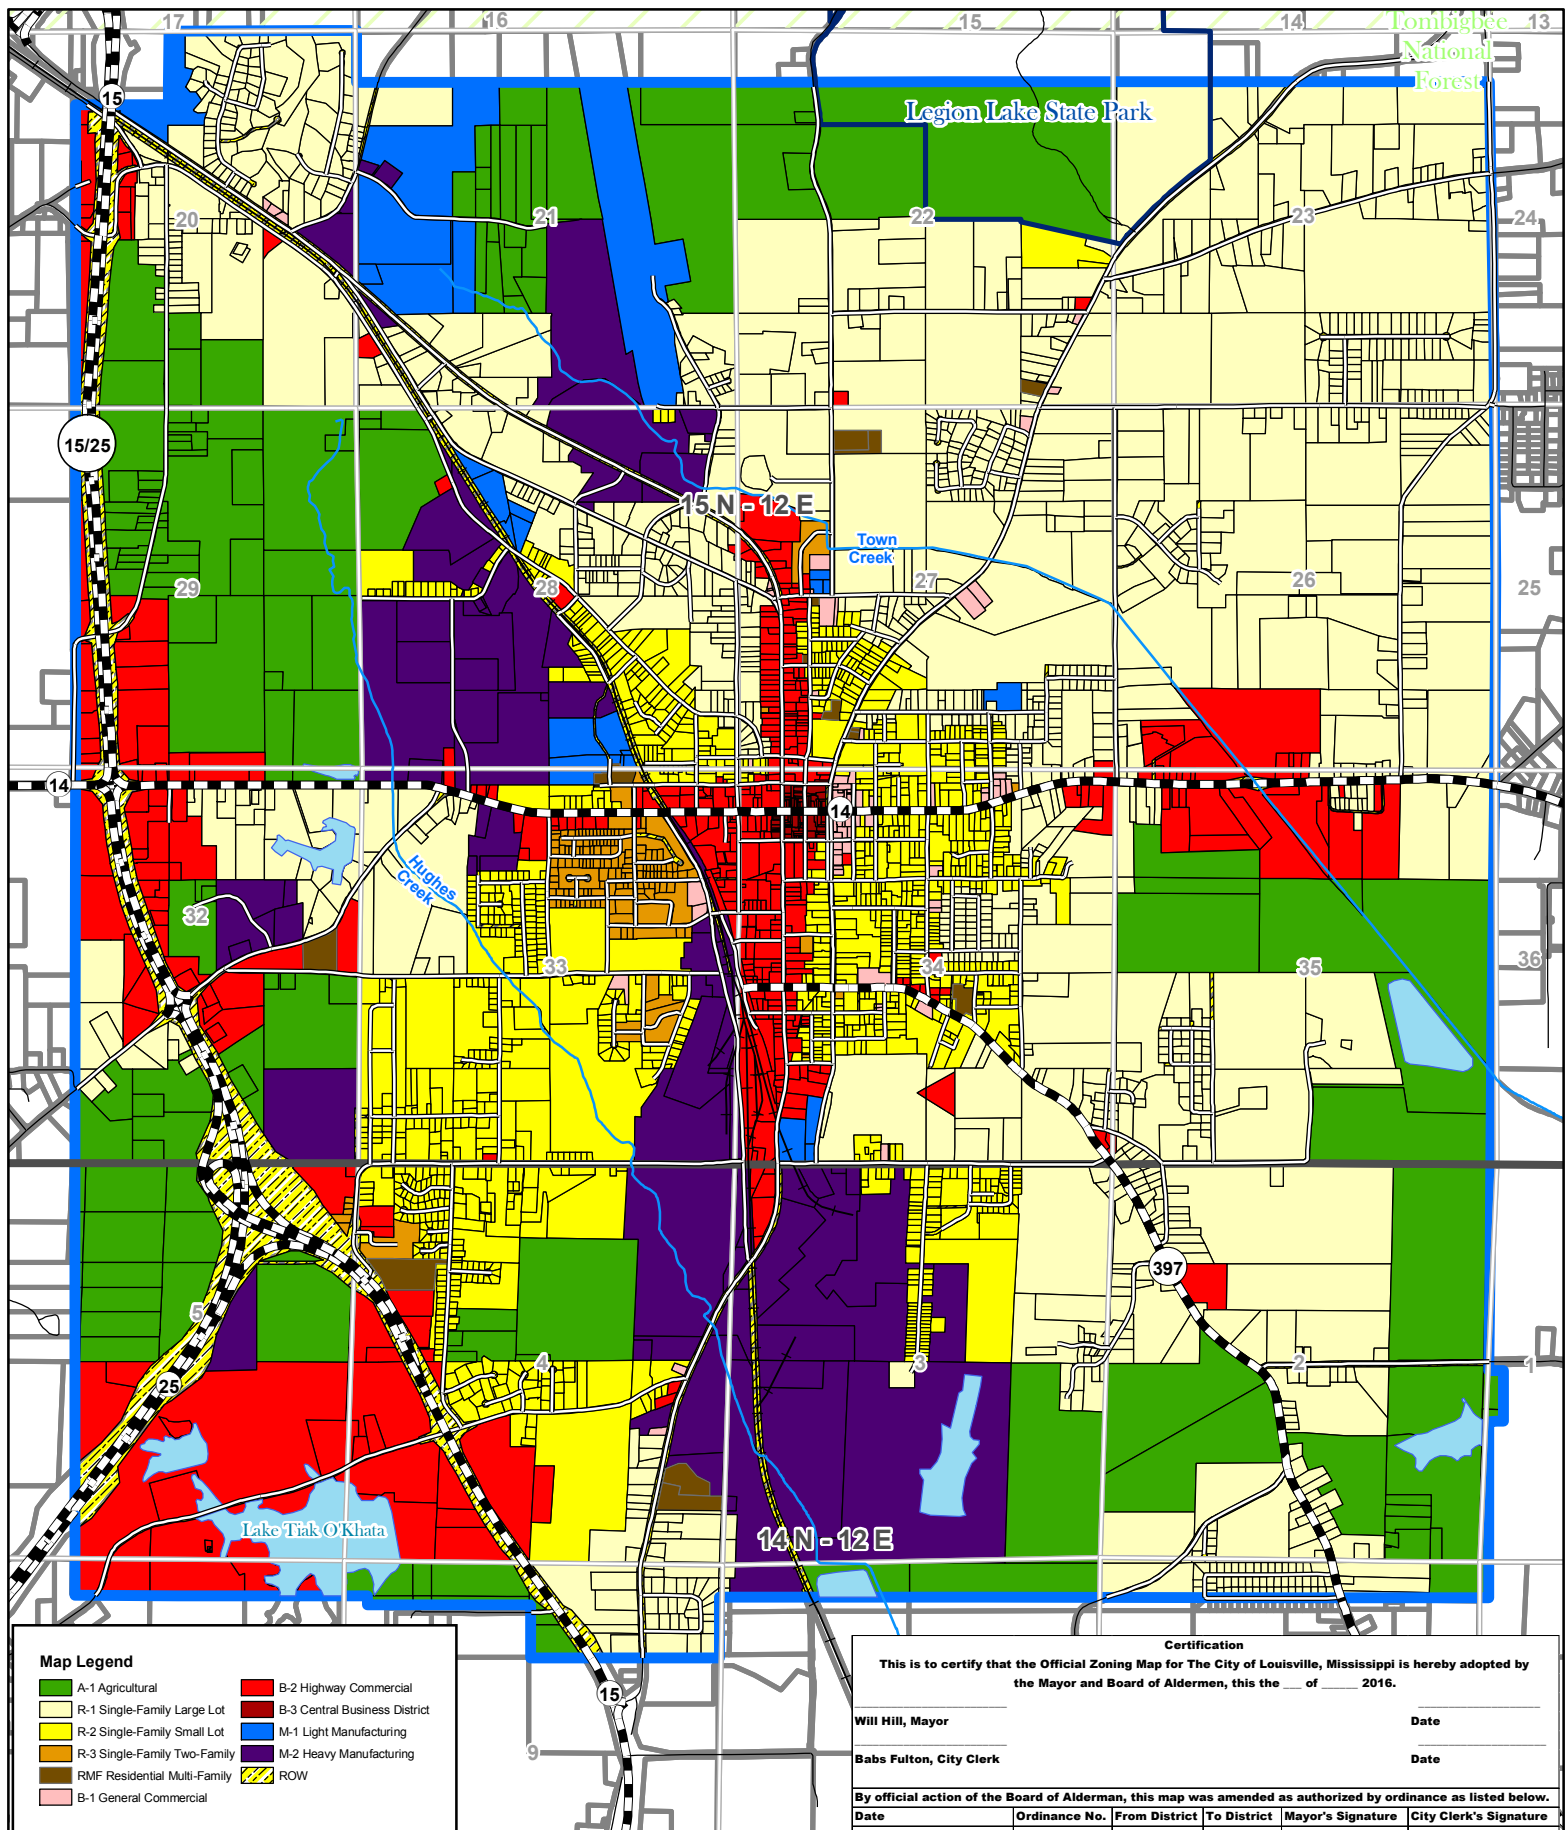 17
16
15
14
13
Tombigbee
National
Forest
15
Legion Lake State Park
20
21
22
23
24
15/25
15 N - 12 E
Town
Creek
29
28
27
26
25
14
14
Hughes
Creek
32
33
34
35
36
397
5
4
3
2
1
25
Lake Tiak O'Khata
14 N - 12 E
15
9
Map Legend
A-1 Agricultural
R-1 Single-Family Large Lot
R-2 Single-Family Small Lot
R-3 Single-Family Two-Family
RMF Residential Multi-Family
B-1 General Commercial
B-2 Highway Commercial
B-3 Central Business District
M-1 Light Manufacturing
M-2 Heavy Manufacturing
ROW
Certification
This is to certify that the Official Zoning Map for The City of Louisville, Mississippi is hereby adopted by
the Mayor and Board of Aldermen, this the ___ of _____ 2016.
Will Hill, Mayor Date
Babs Fulton, City Clerk Date
By official action of the Board of Alderman, this map was amended as authorized by ordinance as listed below.
Date Ordinance No. From District To District Mayor's Signature City Clerk's Signature